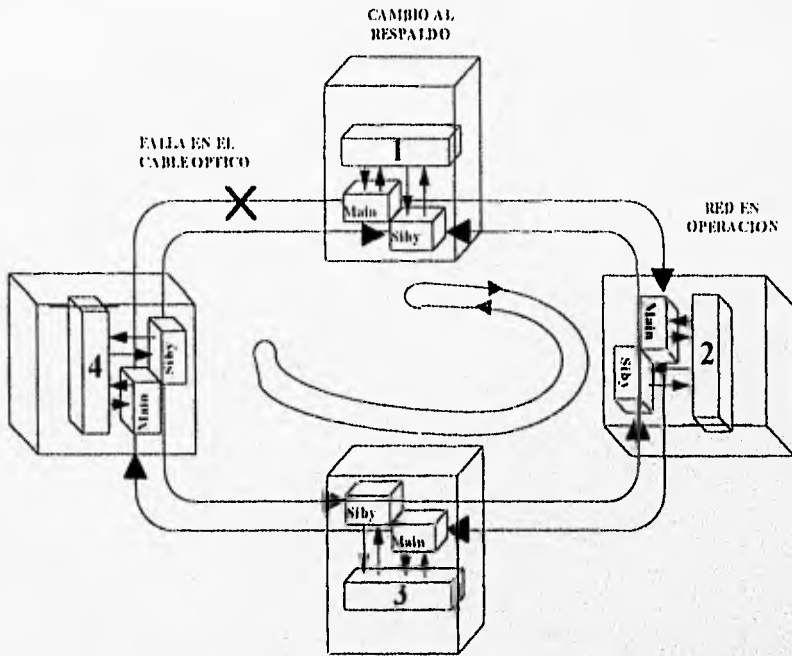 CAMBIO AL
RESPALDO
FALLA EN EL
CABLE OPTICO
RED EN
OPERACION
1
Main
Stby
Main
Stby
2
4
Stby
Main
Stby
Main
3